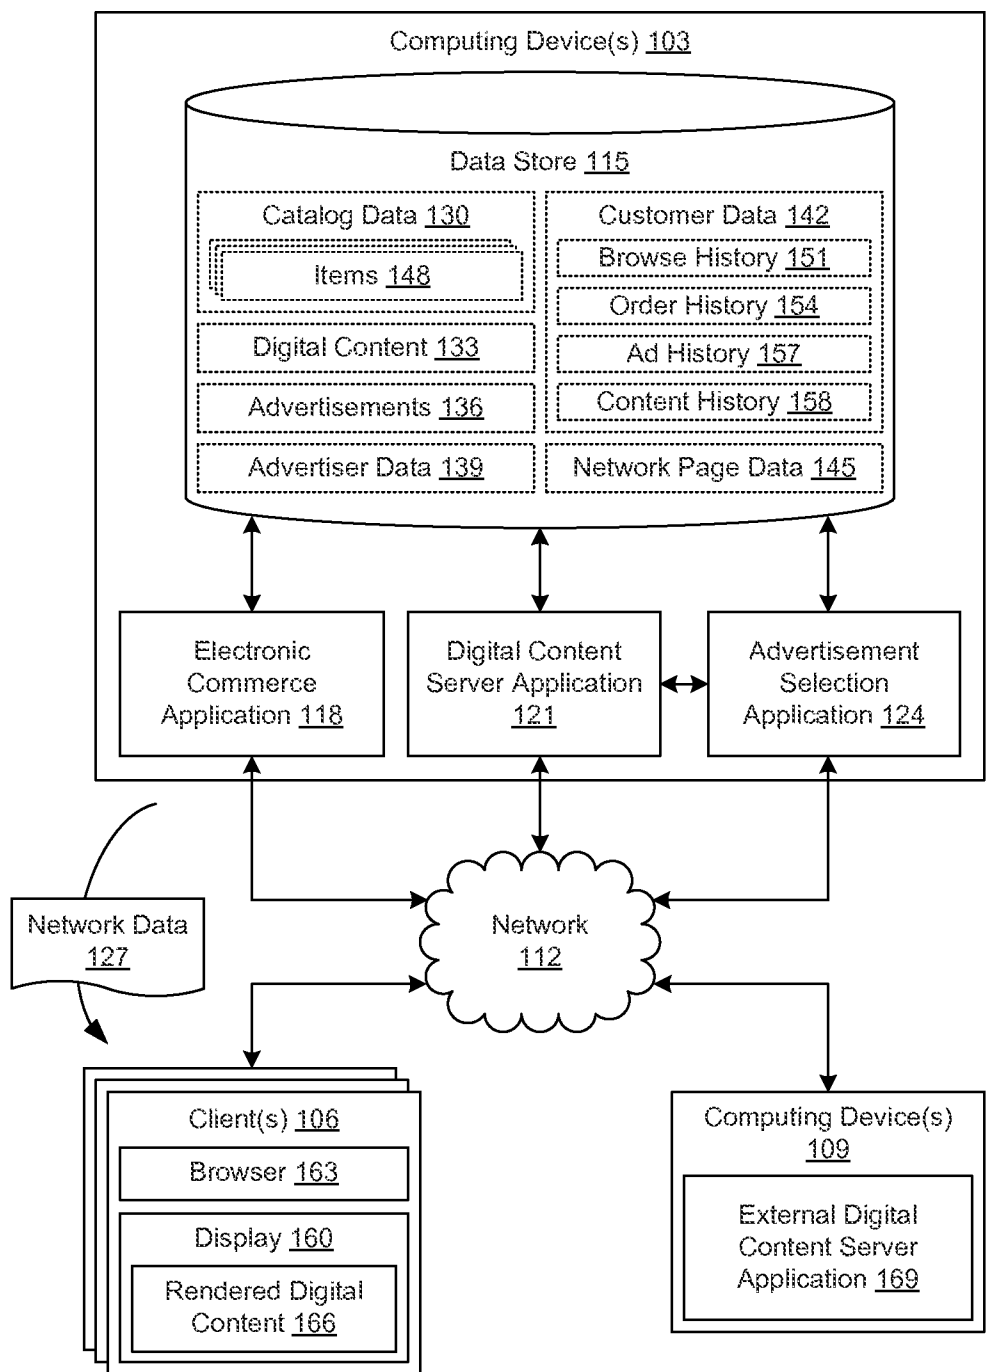 Computing Device(s) 103
Data Store 115
Catalog Data 130
Items 148
Digital Content 133
Advertisements 136
Advertiser Data 139
Customer Data 142
Browse History 151
Order History 154
Ad History 157
Content History 158
Network Page Data 145
Electronic
Commerce
Application 118
Digital Content
Server Application
121
Advertisement
Selection
Application 124
Network Data
127
Network
112
Client(s) 106
Browser 163
Display 160
Rendered Digital
Content 166
Computing Device(s)
109
External Digital
Content Server
Application 169